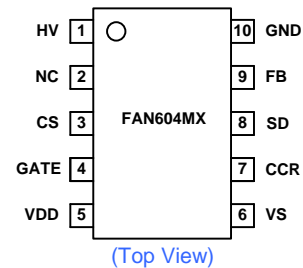 HV 1 10 GND
NC 2 9 FB
CS 3 FAN604MX 8 SD
GATE 4 7 CCR
VDD 5 6 VS
(Top View)